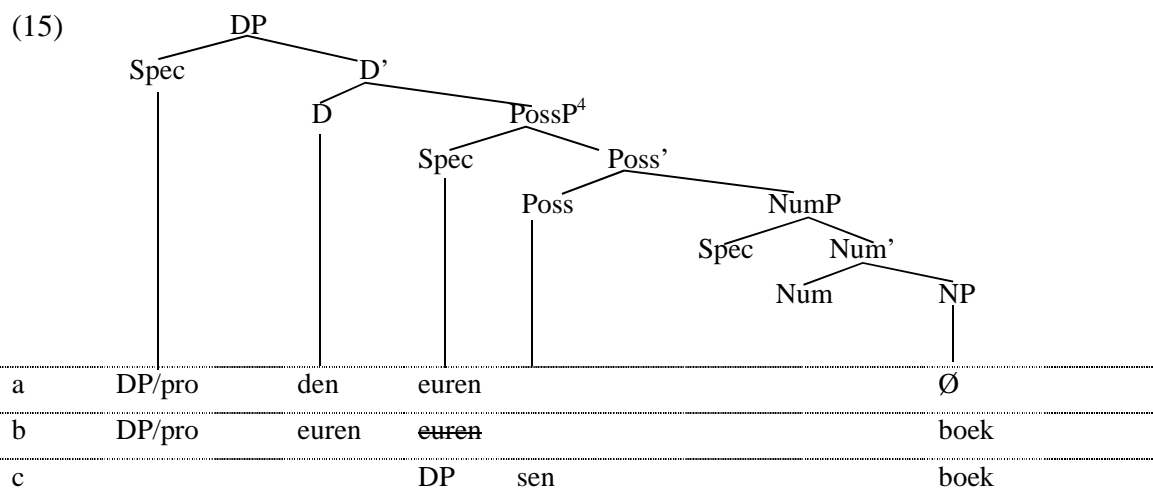 (15) DP
Spec D’
D PossP4
Spec Poss’
Poss NumP
Spec Num’
Num NP
a DP/pro den euren Ø
b DP/pro euren euren boek
c DP sen boek